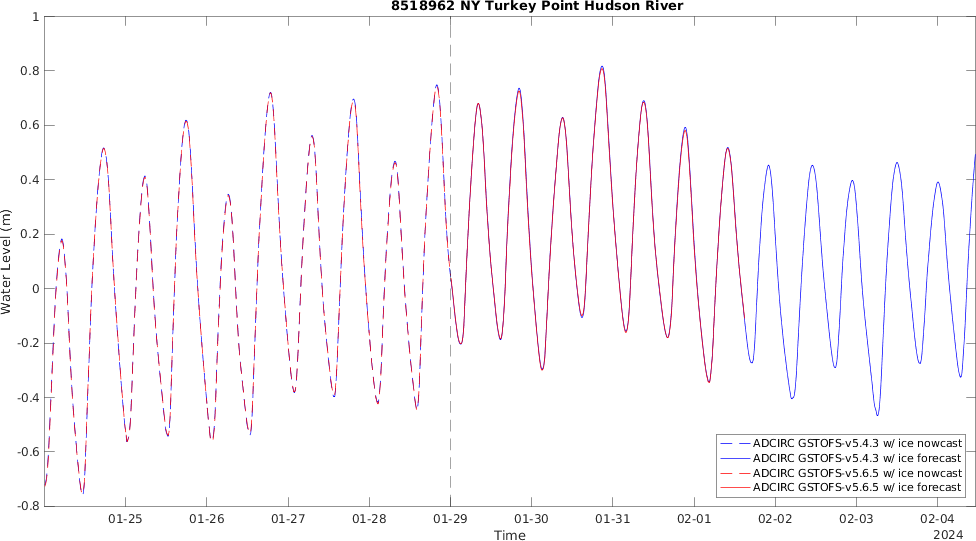 8518962 NY Turkey Point Hudson River
1
0.8
0.6
0.4
0.2
0
-0.2
-0.4
-0.6
-0.8
Water Level (m)
ADCIRC GSTOFS-v5.4.3 w/ ice nowcast
ADCIRC GSTOFS-v5.4.3 w/ ice forecast
ADCIRC GSTOFS-v5.6.5 w/ ice nowcast
ADCIRC GSTOFS-v5.6.5 w/ ice forecast
01-25 01-26 01-27 01-28 01-29 01-30 01-31 02-01 02-02 02-03 02-04
Time
2024